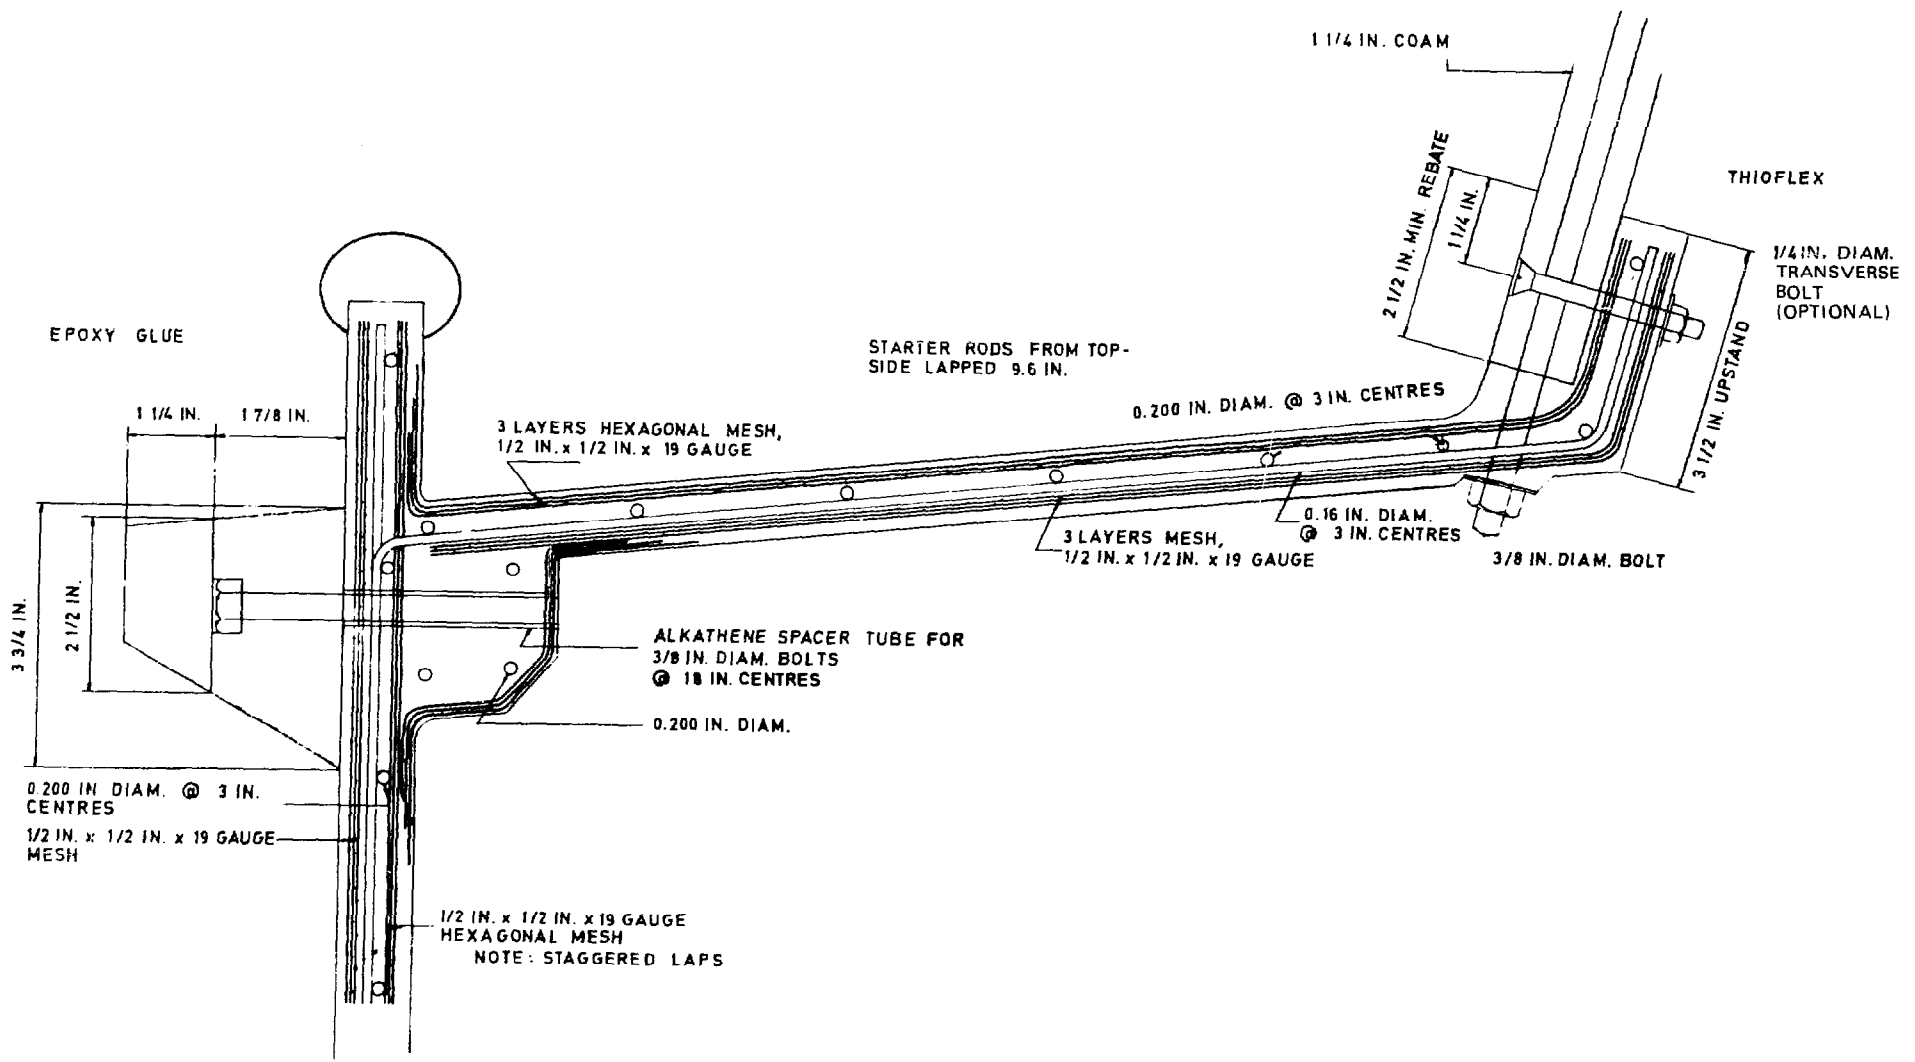 1 1/4 IN. COAM
2 1/2 IN. MIN. REBATE
1 1/4 IN.
THIOFLEX
1/4 IN. DIAM.
TRANSVERSE
BOLT
(OPTIONAL)
3 1/2 IN. UPSTAND
EPOXY GLUE
STARTER RODS FROM TOP-
SIDE LAPPED 9.6 IN.
0.200 IN. DIAM. @ 3 IN. CENTRES
1 1/4 IN.
1 7/8 IN.
3 LAYERS HEXAGONAL MESH,
1/2 IN. x 1/2 IN. x 19 GAUGE
0.16 IN. DIAM.
@ 3 IN. CENTRES
3 LAYERS MESH,
1/2 IN. x 1/2 IN. x 19 GAUGE
3/8 IN. DIAM. BOLT
3 3/4 IN.
2 1/2 IN.
ALKATHENE SPACER TUBE FOR
3/8 IN. DIAM. BOLTS
@ 18 IN. CENTRES
0.200 IN. DIAM.
0.200 IN DIAM. @ 3 IN.
CENTRES
1/2 IN. x 1/2 IN. x 19 GAUGE
MESH
1/2 IN. x 1/2 IN. x 19 GAUGE
HEXAGONAL MESH
NOTE: STAGGERED LAPS